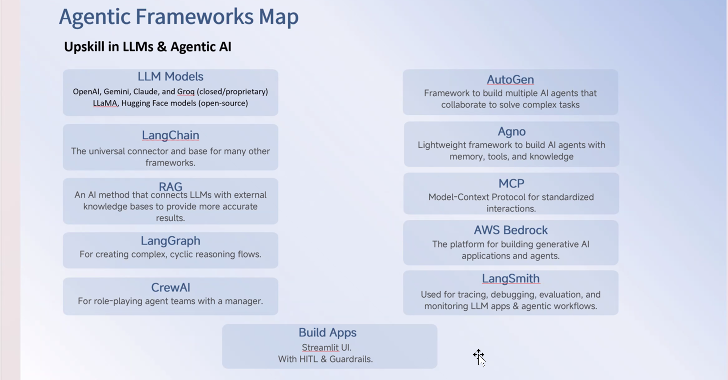 Agentic Frameworks Map
Upskill in LLMs & Agentic AI
LLM Models
OpenAI, Gemini, Claude, and Groq (closed/proprietary)
LLaMA, Hugging Face models (open-source)
LangChain
The universal connector and base for many other
frameworks.
RAG
An AI method that connects LLMs with external
knowledge bases to provide more accurate
results.
LangGraph
For creating complex, cyclic reasoning flows.
CrewAI
For role-playing agent teams with a manager.
AutoGen
Framework to build multiple AI agents that
collaborate to solve complex tasks
Agno
Lightweight framework to build AI agents with
memory, tools, and knowledge
MCP
Model-Context Protocol for standardized
interactions.
AWS Bedrock
The platform for building generative AI
applications and agents.
LangSmith
Used for tracing, debugging, evaluation, and
monitoring LLM apps & agentic workflows.
Build Apps
Streamlit UI.
With HITL & Guardrails.